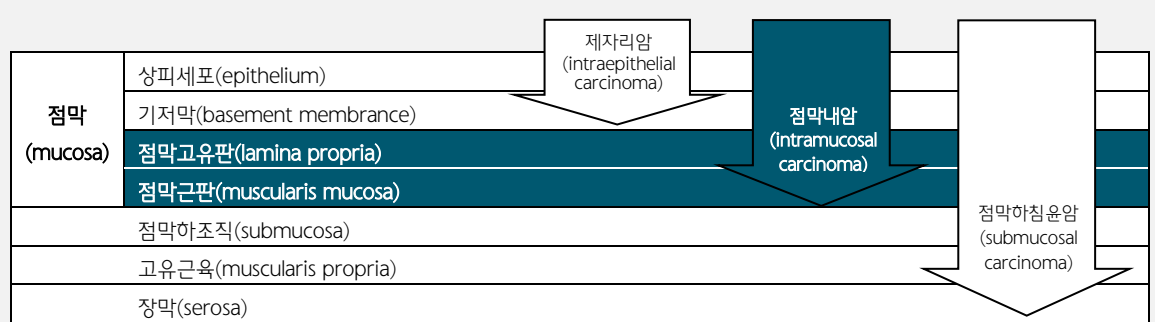 제자리암
(intraepithelial
carcinoma)
상피세포(epithelium)
기저막(basement membrance)
점막
(mucosa)
점막고유판(lamina propria)
점막근판(muscularis mucosa)
점막내암
(intramucosal
carcinoma)
점막하조직(submucosa)
고유근육(muscularis propria)
장막(serosa)
점막하침윤암
(submucosal
carcinoma)